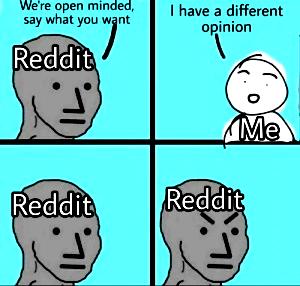 We're open minded,
say what you want
Reddit
I have a different
opinion
Me
Reddit
Reddit